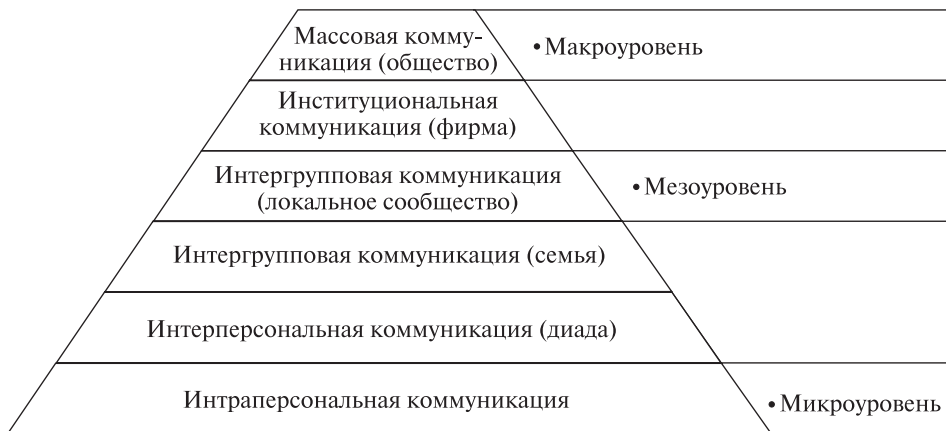 Массовая комму-
никация (общество)
• Макроуровень
Институциональная
коммуникация (фирма)
Интергрупповая коммуникация
(локальное сообщество)
• Мезоуровень
Интергрупповая коммуникация (семья)
Интерперсональная коммуникация (диада)
Интраперсональная коммуникация
• Микроуровень